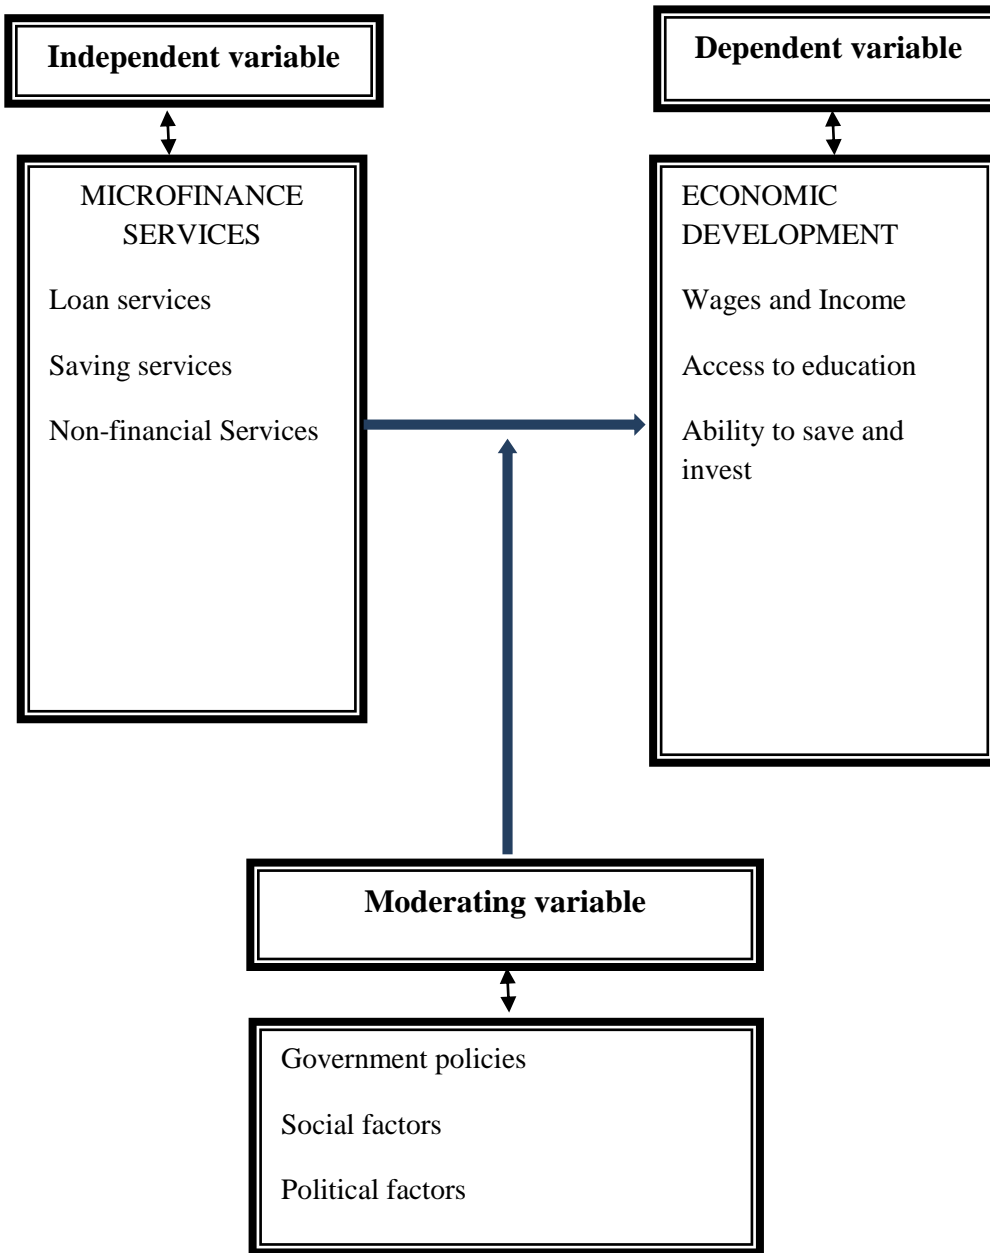 Independent variable
Dependent variable
MICROFINANCE
SERVICES
Loan services
Saving services
Non-financial Services
ECONOMIC
DEVELOPMENT
Wages and Income
Access to education
Ability to save and
invest
Moderating variable
Government policies
Social factors
Political factors